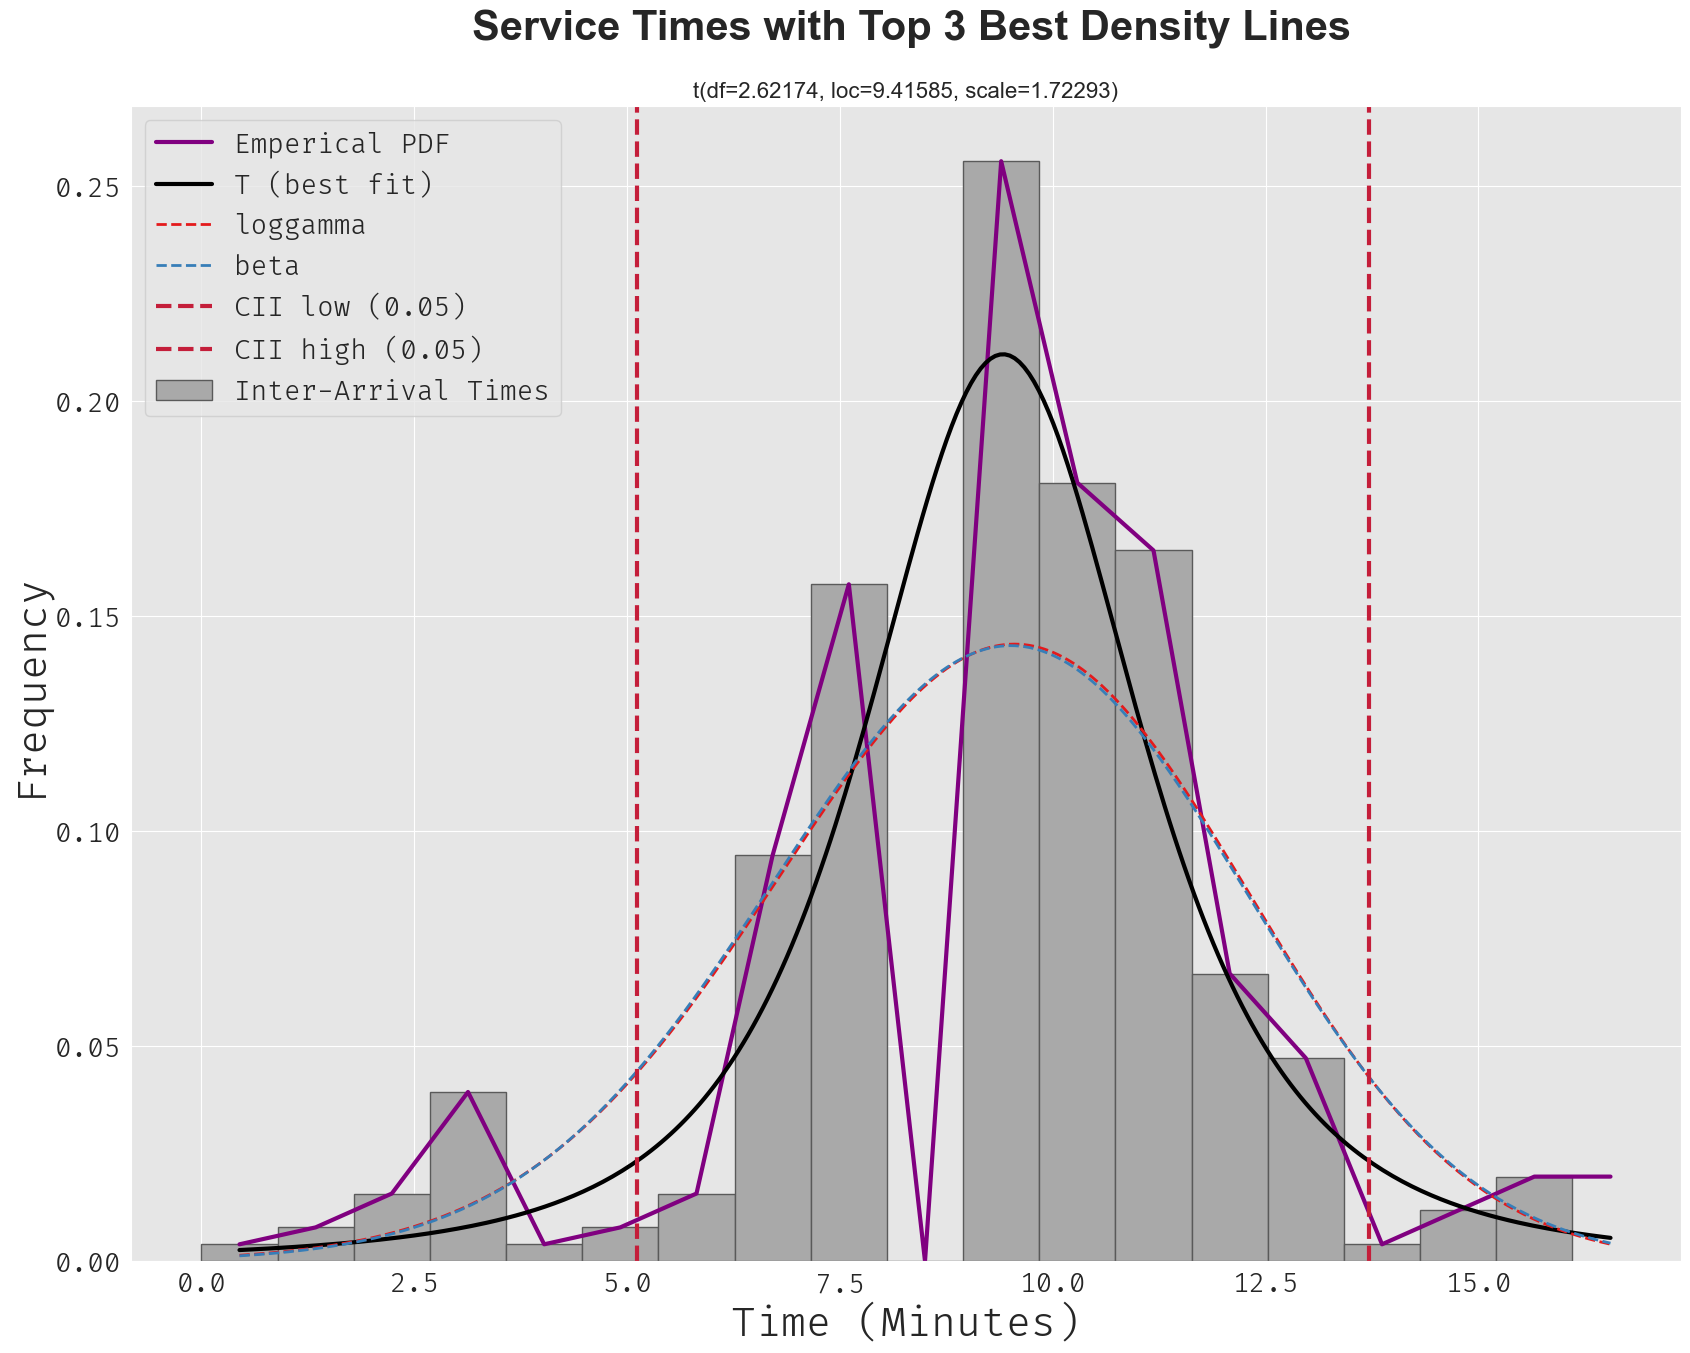 Service Times with Top 3 Best Density Lines
t(df=2.62174, loc=9.41585, scale=1.72293)
Emperical PDF
T (best fit)
loggamma
beta
CII low (0.05)
CII high (0.05)
Inter-Arrival Times
Frequency
0.25
0.20
0.15
0.10
0.05
0.00
0.0 2.5 5.0 7.5 10.0 12.5 15.0
Time (Minutes)